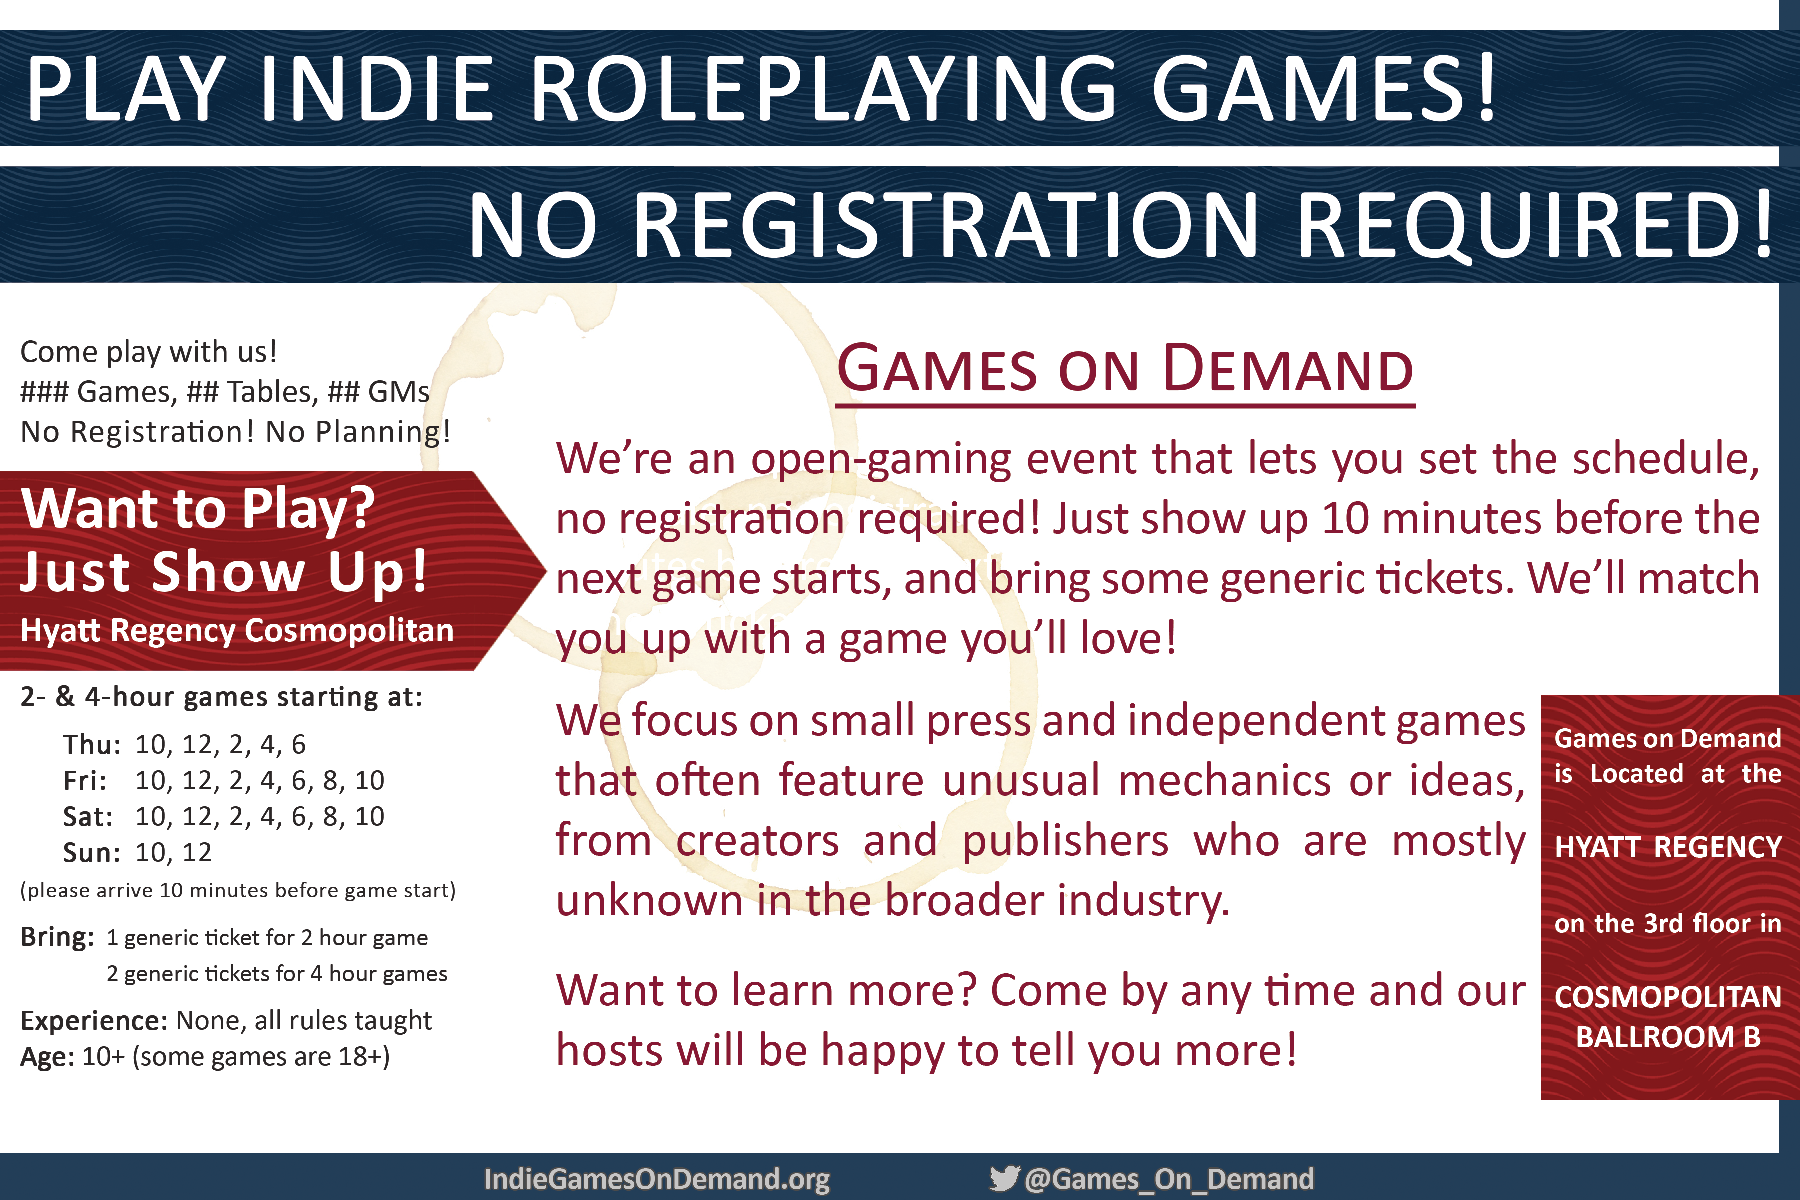 PLAY INDIE ROLEPLAYING GAMES!
NO REGISTRATION REQUIRED!
Come play with us!
### Games, ## Tables, ## GMs
No Registration! No Planning!
Want to Play?
Just Show Up!
Hyatt Regency Cosmopolitan
2- & 4-hour games starting at:
Thu: 10, 12, 2, 4, 6
Fri: 10, 12, 2, 4, 6, 8, 10
Sat: 10, 12, 2, 4, 6, 8, 10
Sun: 10, 12
(please arrive 10 minutes before game start)
Bring: 1 generic ticket for 2 hour game
2 generic tickets for 4 hour games
Experience: None, all rules taught
Age: 10+ (some games are 18+)
GAMES ON DEMAND
We're an open-gaming event that lets you set the schedule,
no registration required! Just show up 10 minutes before the
next game starts, and bring some generic tickets. We'll match
you up with a game you'll love!
We focus on small press and independent games
that often feature unusual mechanics or ideas,
from creators and publishers who are mostly
unknown in the broader industry.
Want to learn more? Come by any time and our
hosts will be happy to tell you more!
Games on Demand
is Located at the
HYATT REGENCY
on the 3rd floor in
COSMOPOLITAN
BALLROOM B
IndieGamesOnDemand.org
@Games_On_Demand